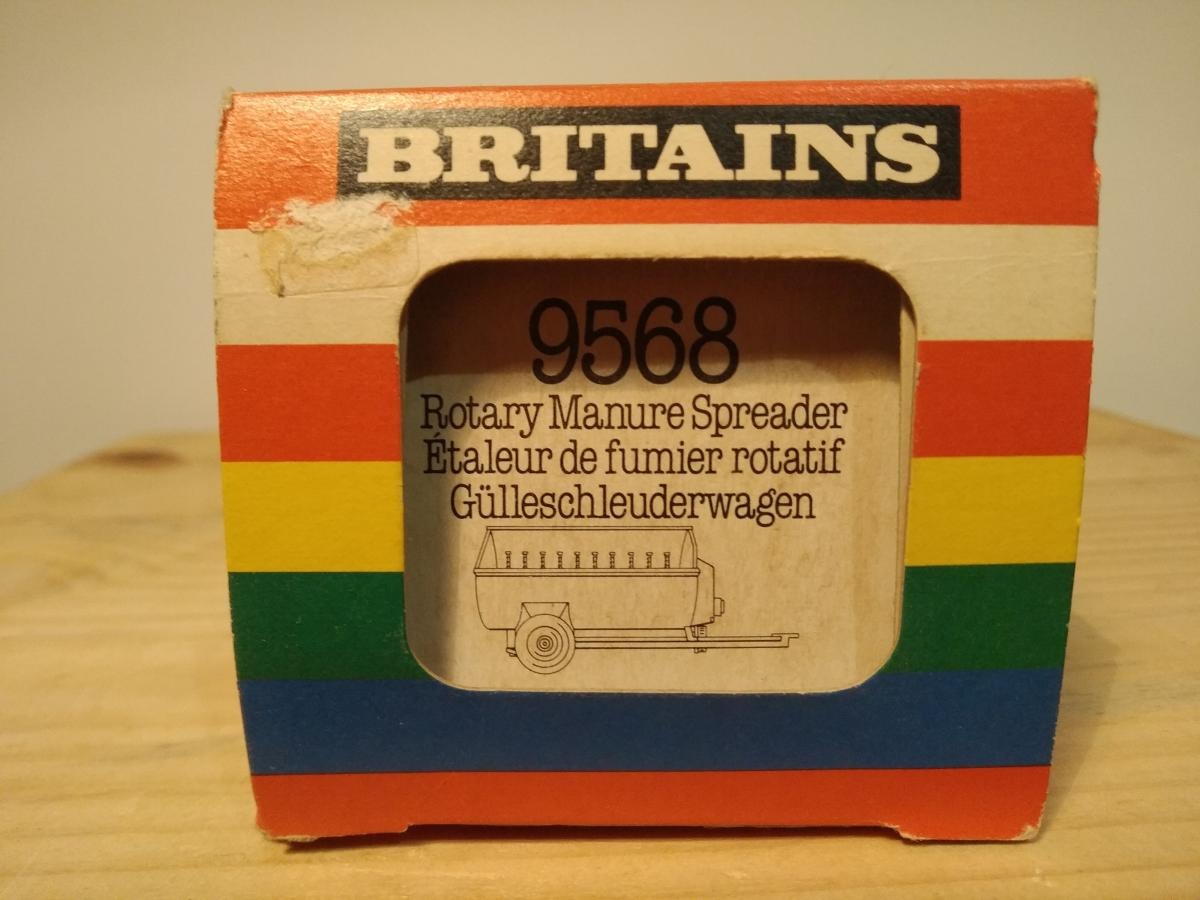 BRITAINS
9568
Rotary Manure Spreader
Étaleur de fumier rotatif
Gülleschleuderwagen